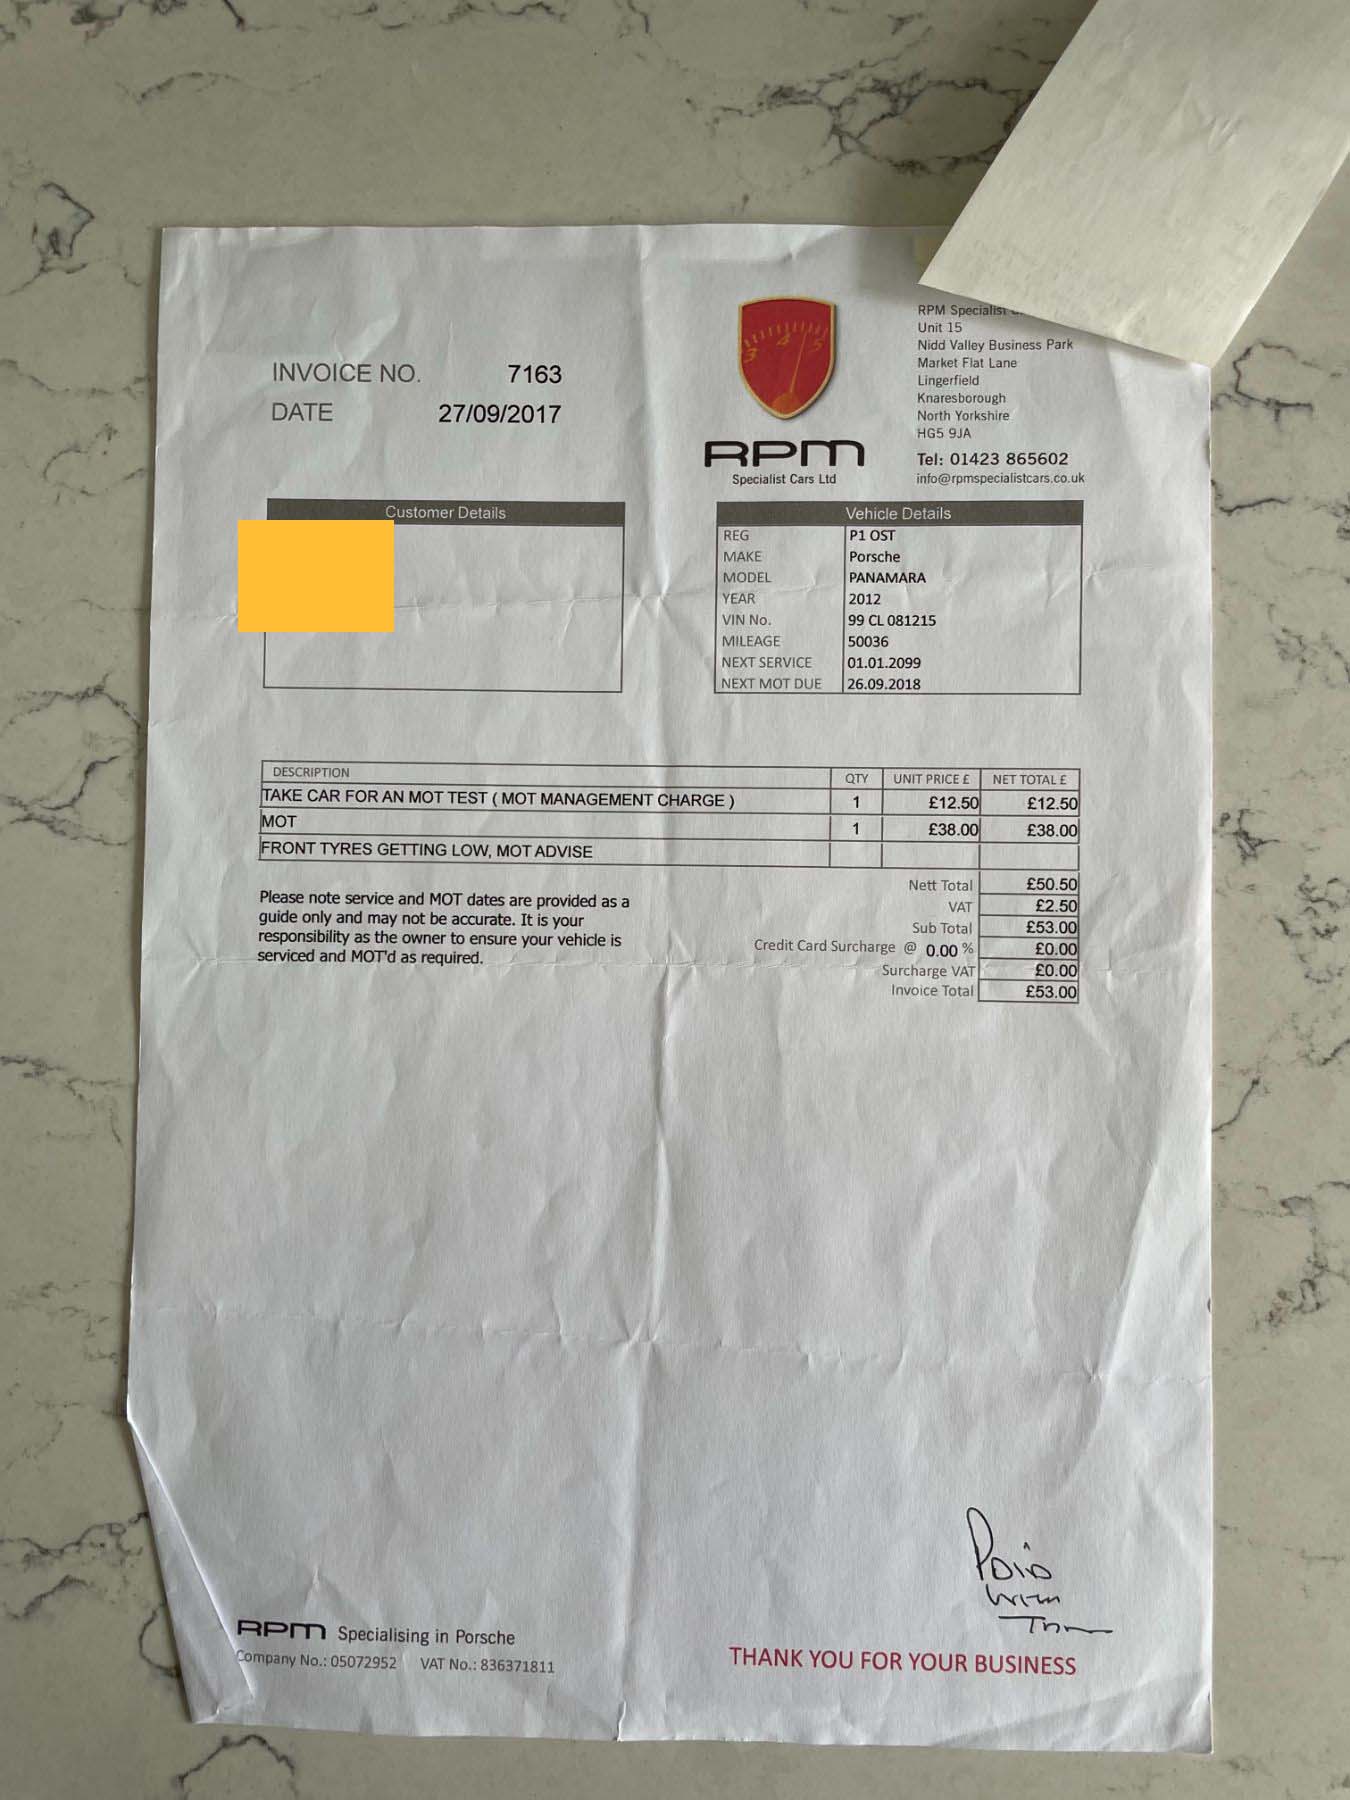 INVOICE NO. 7163
DATE 27/09/2017
3 4 5
RPM
Specialist Cars Ltd
RPM Specialist
Unit 15
Nidd Valley Business Park
Market Flat Lane
Lingerfield
Knaresborough
North Yorkshire
HG5 9JA
Tel: 01423 865602
info@rpmspecialistcars.co.uk
Customer Details
Vehicle Details
REG P1 OST
MAKE Porsche
MODEL PANAMARA
YEAR 2012
VIN No. 99 CL 081215
MILEAGE 50036
NEXT SERVICE 01.01.2099
NEXT MOT DUE 26.09.2018
DESCRIPTION QTY UNIT PRICE £ NET TOTAL £
TAKE CAR FOR AN MOT TEST ( MOT MANAGEMENT CHARGE ) 1 £12.50 £12.50
MOT 1 £38.00 £38.00
FRONT TYRES GETTING LOW, MOT ADVISE
Please note service and MOT dates are provided as a
guide only and may not be accurate. It is your
responsibility as the owner to ensure your vehicle is
serviced and MOT'd as required.
Nett Total £50.50
VAT £2.50
Sub Total £53.00
Credit Card Surcharge @ 0.00 % £0.00
Surcharge VAT £0.00
Invoice Total £53.00
Paid
with
RPM Specialising in Porsche
Company No.: 05072952 VAT No.: 836371811
THANK YOU FOR YOUR BUSINESS